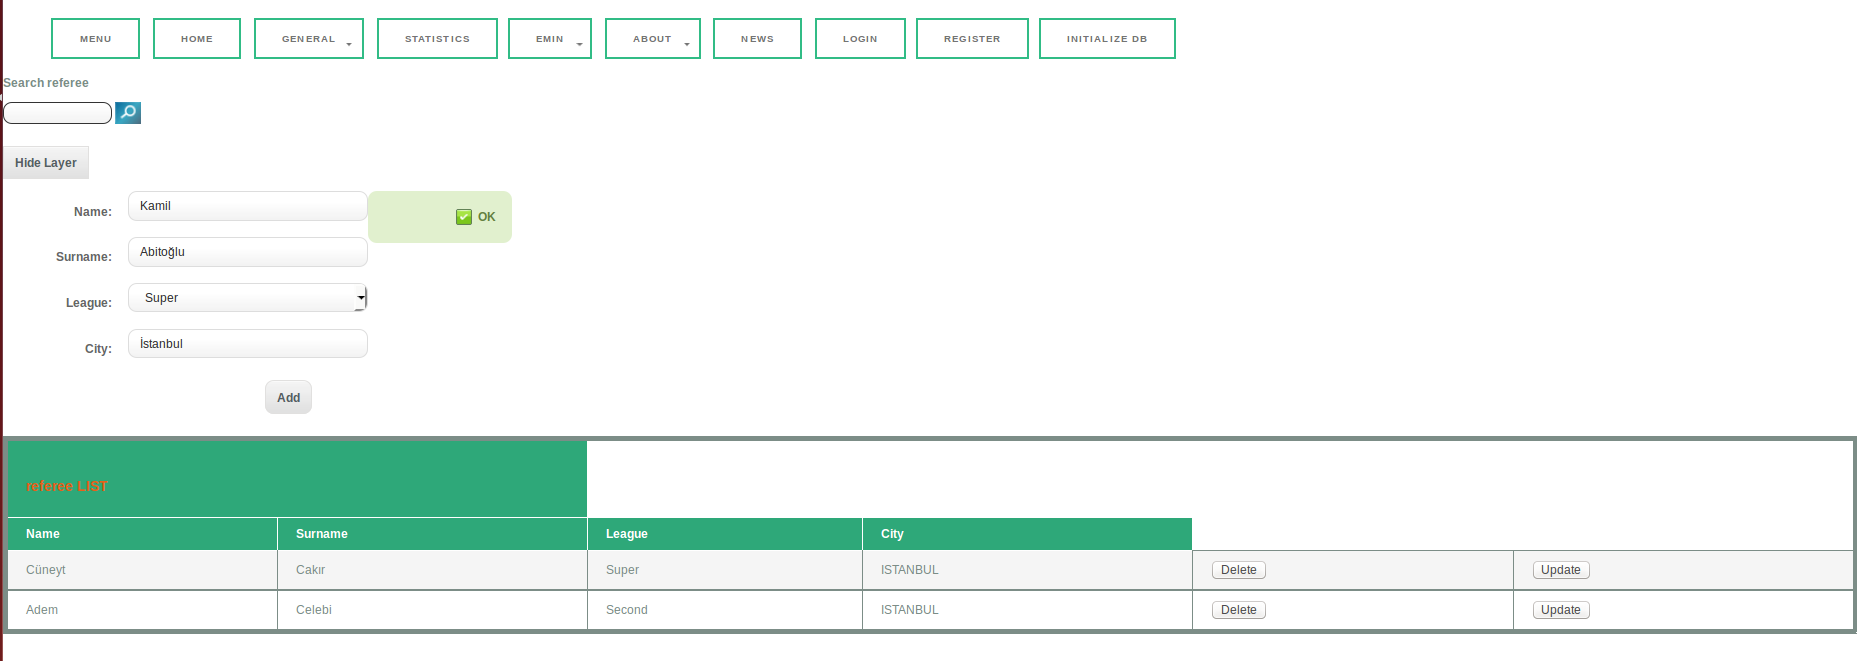 MENU HOME GENERAL STATISTICS EMIN ABOUT NEWS LOGIN REGISTER INITIALIZE DB
Search referee
Hide Layer
Name: Kamil OK
Surname: Abitoğlu
League: Super
City: İstanbul
Add
referee LIST
Name Surname League City
Cüneyt Cakır Super ISTANBUL Delete Update
Adem Celebi Second ISTANBUL Delete Update